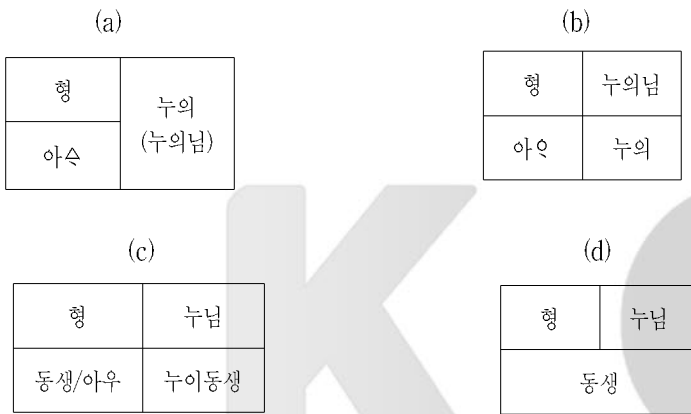 (a)
형
누의
(누의님)
아ᅀᆞ
(b)
형
누의님
아ᄋᆞ
누의
(c)
형
누님
동생/아우
누이동생
(d)
형
누님
동생